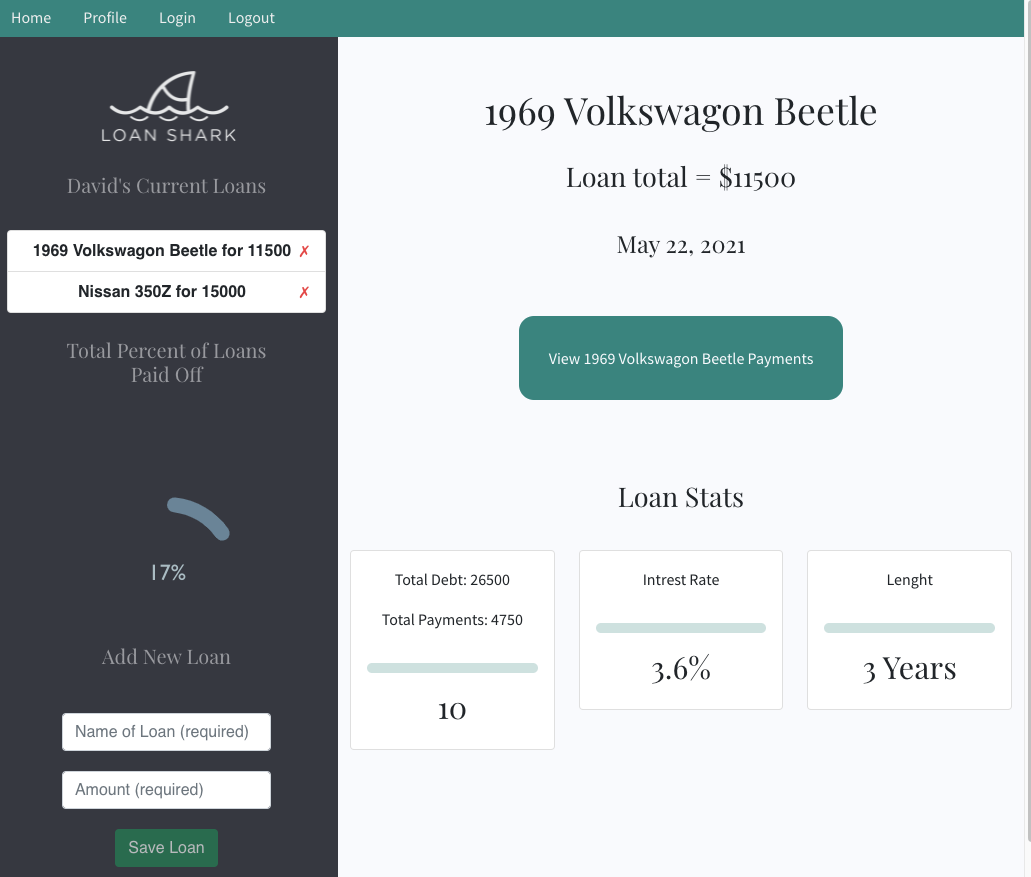 Home Profile Login Logout
LOAN SHARK
David's Current Loans
1969 Volkswagon Beetle for 11500 ✗
Nissan 350Z for 15000 ✗
Total Percent of Loans
Paid Off
17%
Add New Loan
Name of Loan (required)
Amount (required)
Save Loan
1969 Volkswagon Beetle
Loan total = $11500
May 22, 2021
View 1969 Volkswagon Beetle Payments
Loan Stats
Total Debt: 26500
Total Payments: 4750
10
Intrest Rate
3.6%
Lenght
3 Years